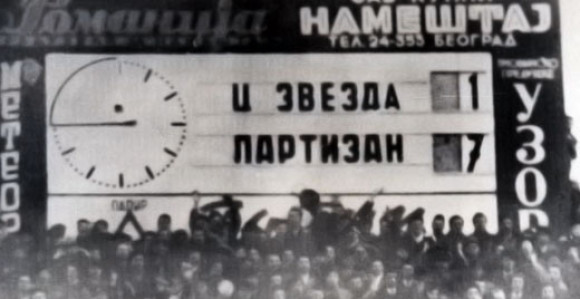 Романија
НАМЕШТАЈ
ТЕЛ. 24-355 БЕОГРАД
МЕТЕОР
Ц ЗВЕЗДА 1
ПАРТИЗАН 7
УЗОР